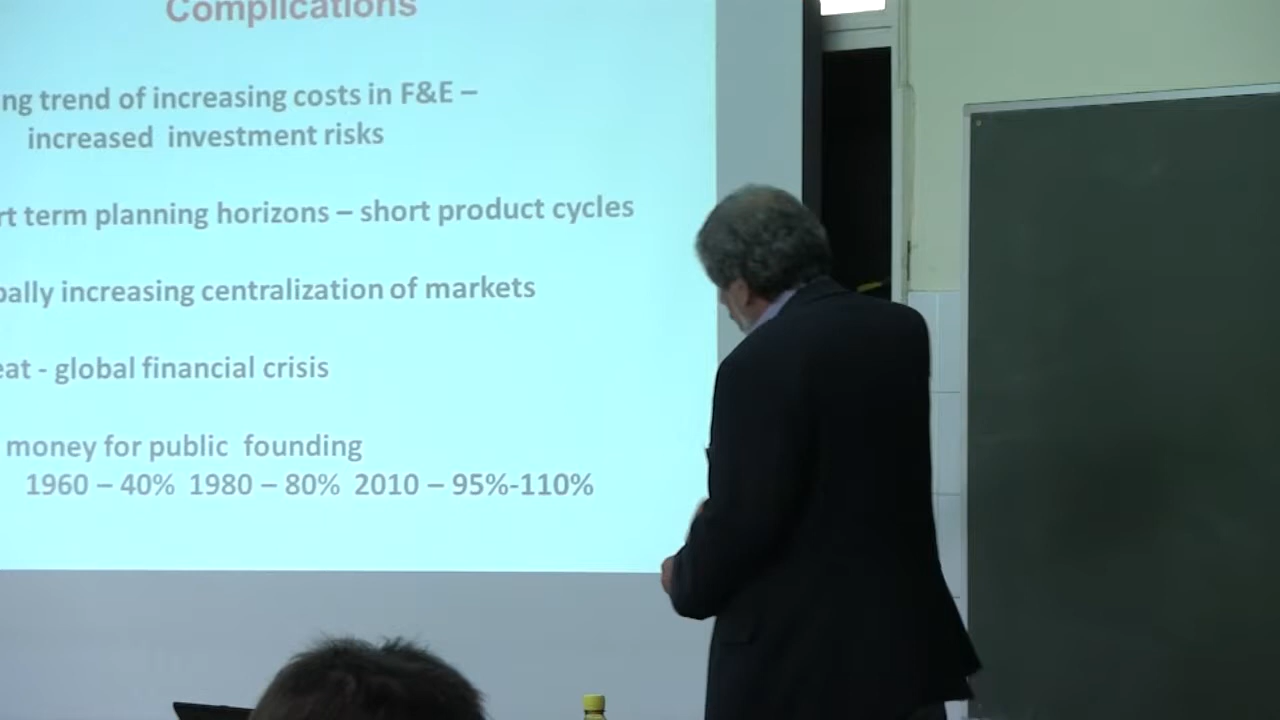 Complications
ng trend of increasing costs in F&E –
increased investment risks
rt term planning horizons – short product cycles
bally increasing centralization of markets
eat - global financial crisis
money for public founding
1960 – 40% 1980 – 80% 2010 – 95%-110%